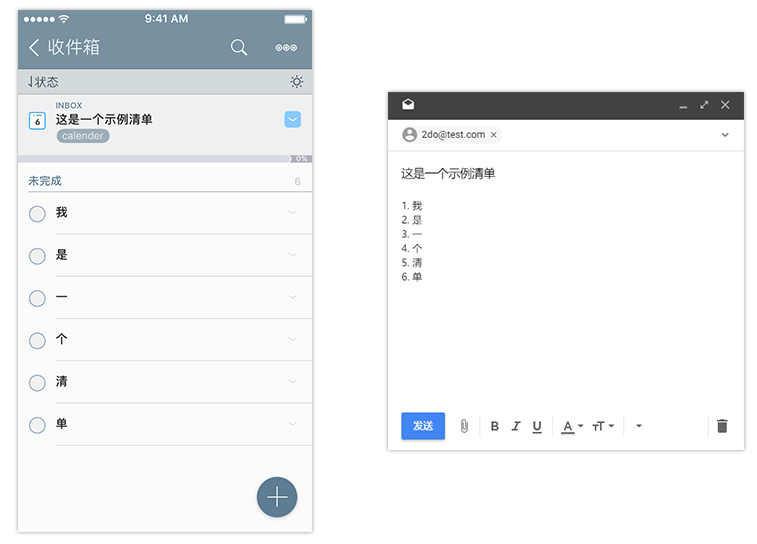 9:41 AM
收件箱
状态
INBOX
6
这是一个示例清单
calender
0%
未完成 6
我
是
一
个
清
单
2do@test.com
这是一个示例清单
1. 我
2. 是
3. 一
4. 个
5. 清
6. 单
发送 B I U A тT